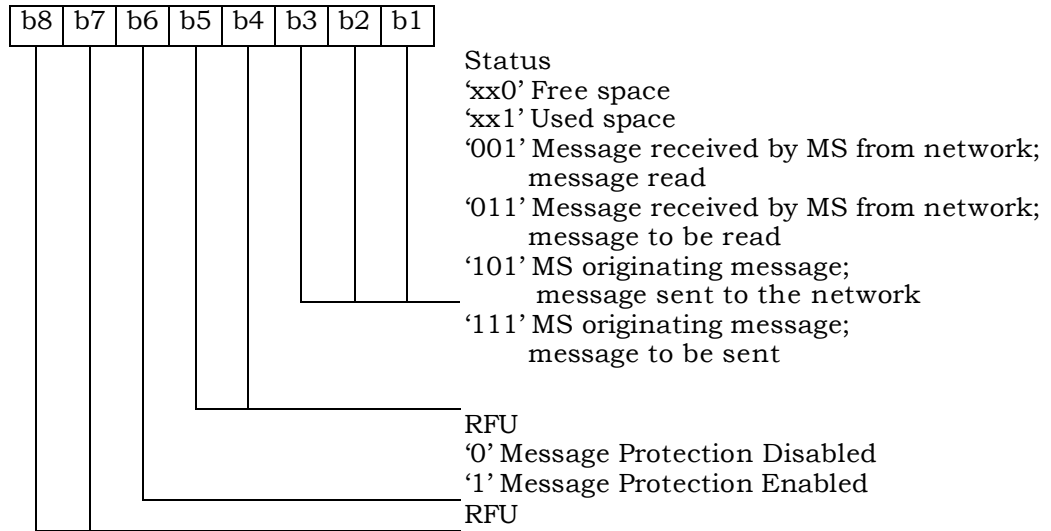 b8 b7 b6 b5 b4 b3 b2 b1
Status
‘xx0’ Free space
‘xx1’ Used space
‘001’ Message received by MS from network;
message read
‘011’ Message received by MS from network;
message to be read
‘101’ MS originating message;
message sent to the network
‘111’ MS originating message;
message to be sent
RFU
‘0’ Message Protection Disabled
‘1’ Message Protection Enabled
RFU